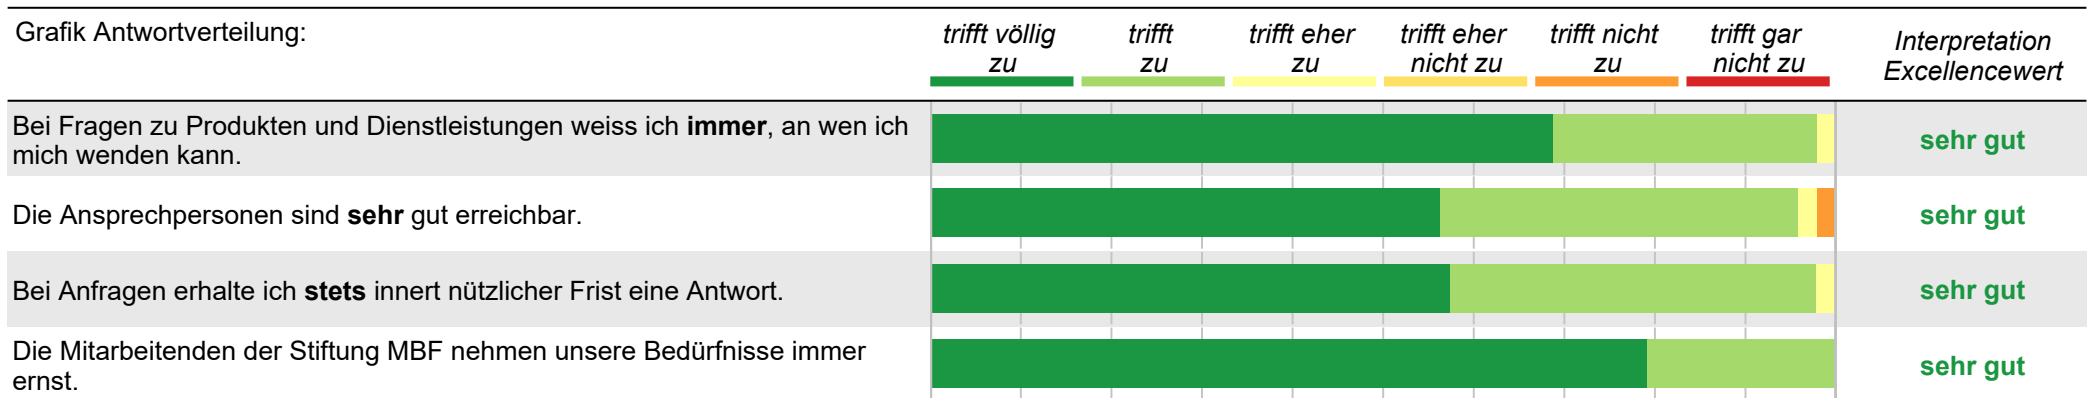 Grafik Antwortverteilung:
trifft völlig zu
trifft zu
trifft eher zu
trifft eher nicht zu
trifft nicht zu
trifft gar nicht zu
Interpretation Excellencewert
Bei Fragen zu Produkten und Dienstleistungen weiss ich immer, an wen ich
mich wenden kann.
sehr gut
Die Ansprechpersonen sind sehr gut erreichbar.
sehr gut
Bei Anfragen erhalte ich stets innert nützlicher Frist eine Antwort.
sehr gut
Die Mitarbeitenden der Stiftung MBF nehmen unsere Bedürfnisse immer
ernst.
sehr gut